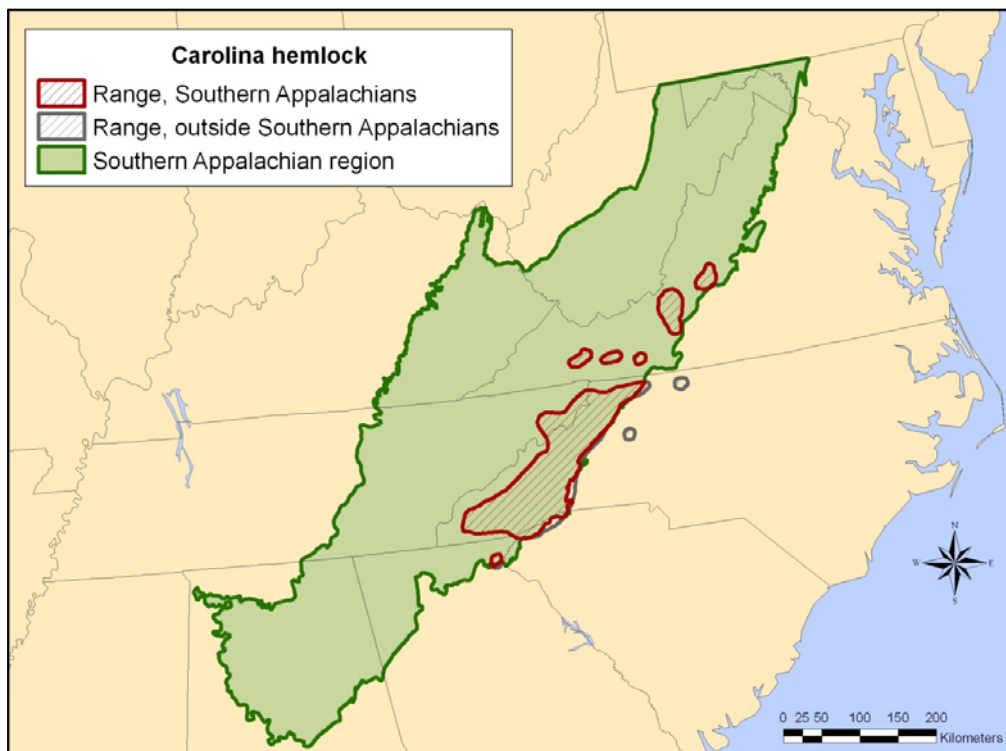 Carolina hemlock
Range, Southern Appalachians
Range, outside Southern Appalachians
Southern Appalachian region
N
W E
S
0 25 50 100 150 200
Kilometers